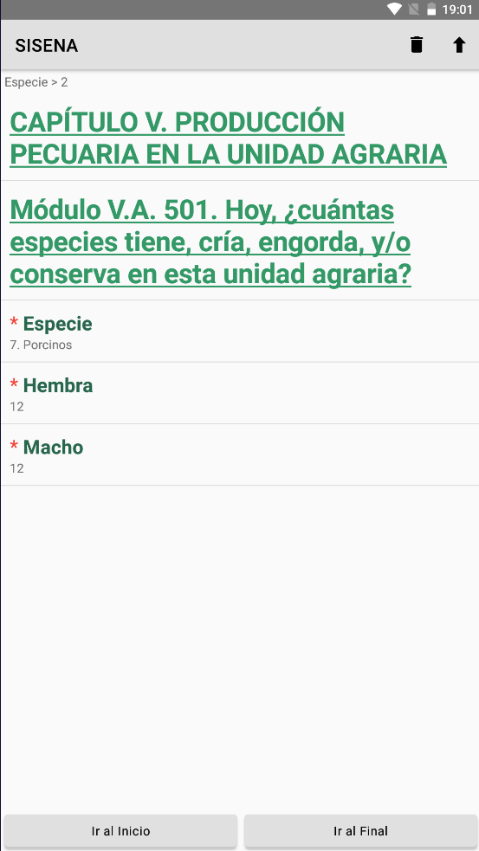 19:01
SISENA
Especie > 2
CAPÍTULO V. PRODUCCIÓN
PECUARIA EN LA UNIDAD AGRARIA
Módulo V.A. 501. Hoy, ¿cuántas
especies tiene, cría, engorda, y/o
conserva en esta unidad agraria?
* Especie
7. Porcinos
* Hembra
12
* Macho
12
Ir al Inicio
Ir al Final